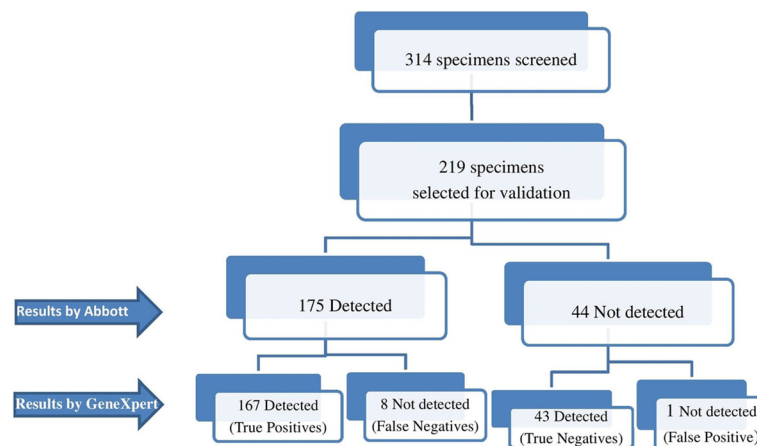 314 specimens screened
219 specimens
selected for validation
Results by Abbott
175 Detected
44 Not detected
Results by GeneXpert
167 Detected
(True Positives)
8 Not detected
(False Negatives)
43 Detected
(True Negatives)
1 Not detected
(False Positive)